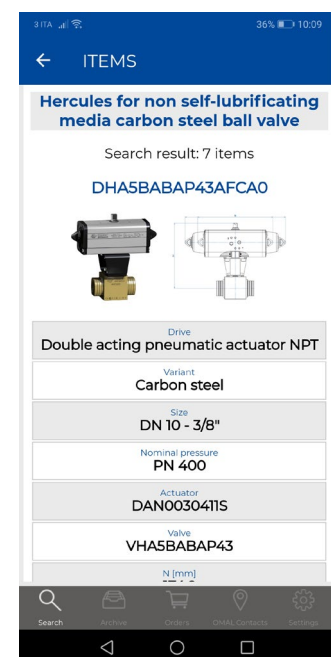 3 ITA 36% 10:09
ITEMS
Hercules for non self-lubrificating
media carbon steel ball valve
Search result: 7 items
DHA5BABAP43AFCA0
Drive
Double acting pneumatic actuator NPT
Variant
Carbon steel
Size
DN 10 - 3/8"
Nominal pressure
PN 400
Actuator
DAN0030411S
Valve
VHA5BABAP43
N [mm]
Search Archive Orders OMAL Contacts Settings